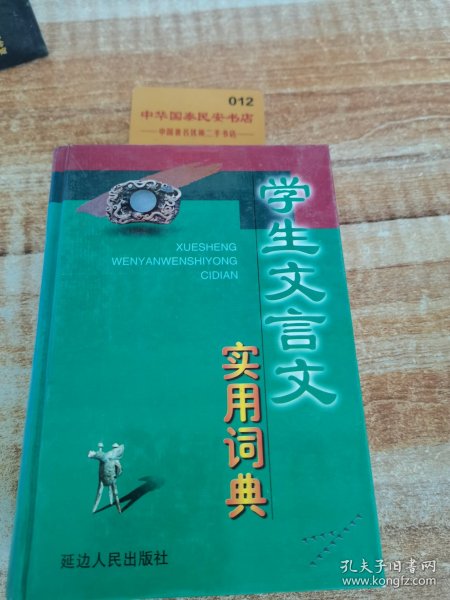 012
中华国泰民安书店
中国著名珐琅二手书店
学生文言文
XUESHENG
WENYANWENSHIYONG
CIDIAN
实用词典
延边人民出版社
孔夫子旧书网
www.kongfz.com